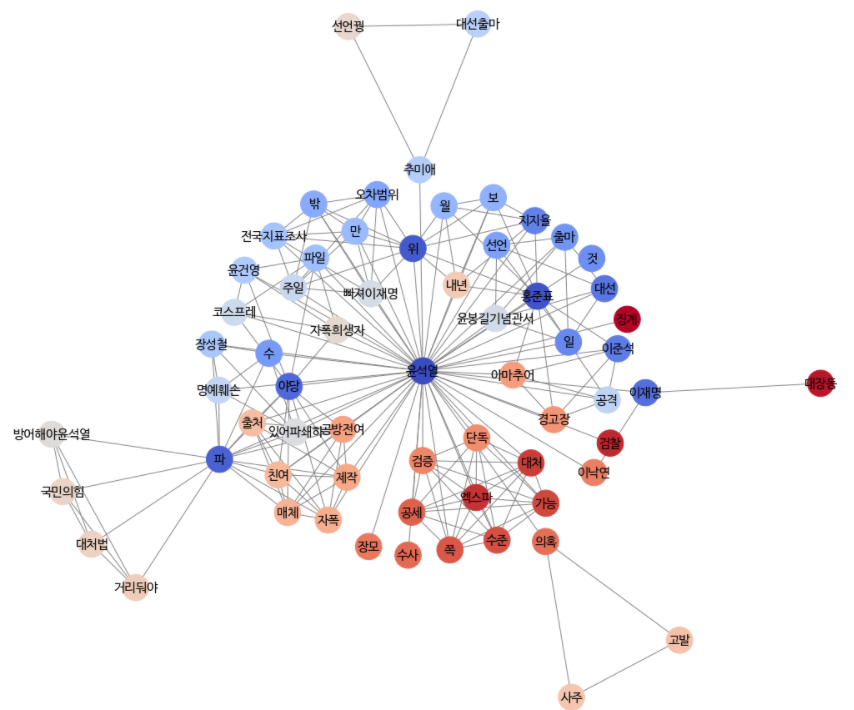 선언꿩
대선출마
추미애
밖
오차범위
월
보
지지율
전국지표조사
만
위
선언
출마
파일
것
윤건영
주일
빠져이재명
내년
홍준표
대선
코스프레
윤봉길기념관서
자폭희생자
징계
장성철
수
일
이준석
윤석열
아마추어
대장동
명예훼손
야당
공격
이재명
출처
있어파쇄하
공방전여
경고장
방어해야윤석열
단독
검찰
파
검증
대처
친여
제작
이낙연
국민의힘
엑스파
가능
매체
자폭
공세
대처법
장모
수사
폭
수준
의혹
거리둬야
고발
사주